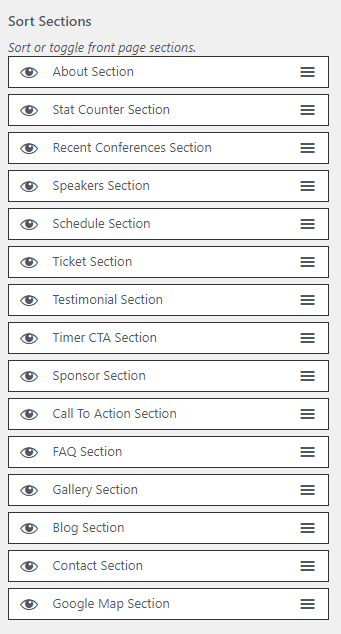 Sort Sections
Sort or toggle front page sections.
About Section
Stat Counter Section
Recent Conferences Section
Speakers Section
Schedule Section
Ticket Section
Testimonial Section
Timer CTA Section
Sponsor Section
Call To Action Section
FAQ Section
Gallery Section
Blog Section
Contact Section
Google Map Section